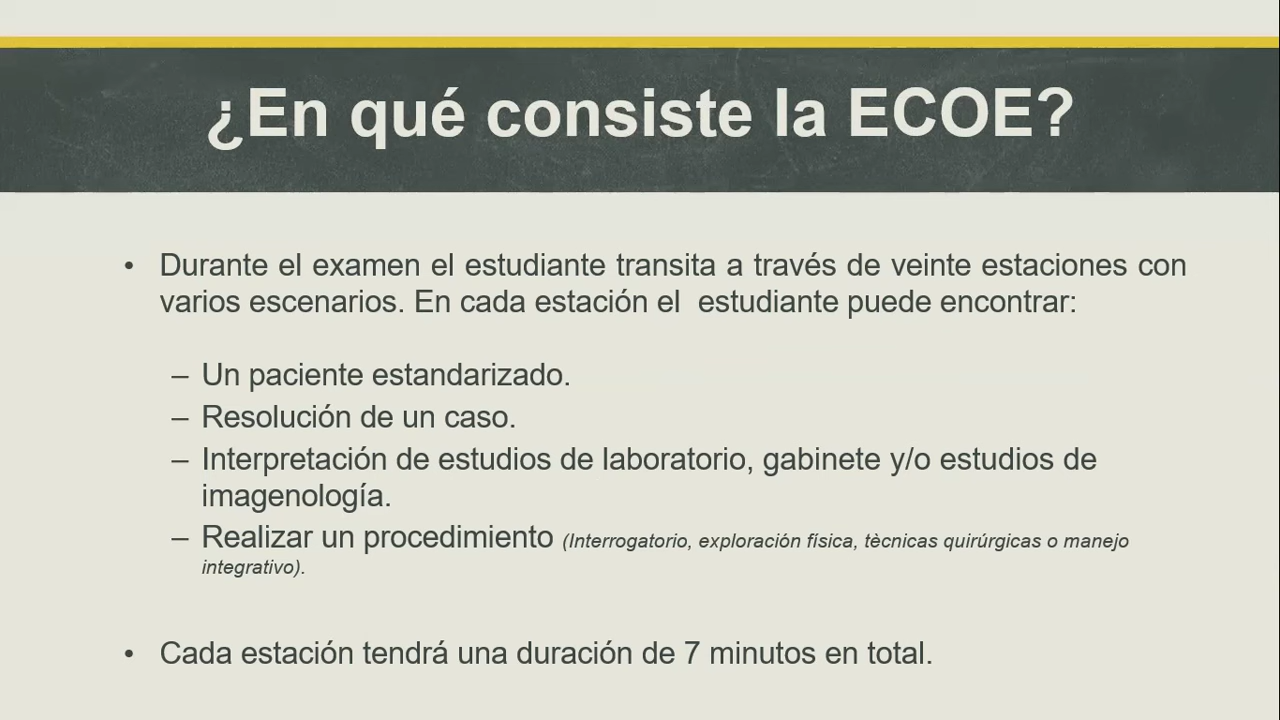 ¿En qué consiste la ECOE?
• Durante el examen el estudiante transita a través de veinte estaciones con
varios escenarios. En cada estación el  estudiante puede encontrar:
– Un paciente estandarizado.
– Resolución de un caso.
– Interpretación de estudios de laboratorio, gabinete y/o estudios de
imagenología.
– Realizar un procedimiento (Interrogatorio, exploración física, tècnicas quirúrgicas o manejo
integrativo).
• Cada estación tendrá una duración de 7 minutos en total.